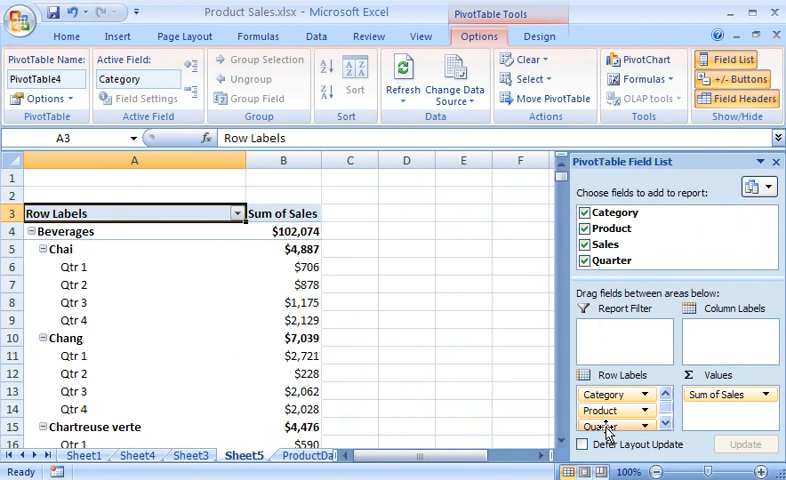 Product Sales.xlsx - Microsoft Excel
PivotTable Tools
Home Insert Page Layout Formulas Data Review View Options Design
PivotTable Name:
PivotTable4
Options
PivotTable
Active Field:
Category
Field Settings
Active Field
Group Selection
Ungroup
Group Field
Group
Sort
Sort
Refresh
Change Data
Source
Data
Clear
Select
Move PivotTable
Actions
PivotChart
Formulas
OLAP tools
Tools
Field List
+/- Buttons
Field Headers
Show/Hide
A3 fx Row Labels
A B C D E F
1
2
3 Row Labels Sum of Sales
4 Beverages $102,074
5 Chai $4,887
6 Qtr 1 $706
7 Qtr 2 $878
8 Qtr 3 $1,175
9 Qtr 4 $2,129
10 Chang $7,039
11 Qtr 1 $2,721
12 Qtr 2 $228
13 Qtr 3 $2,062
14 Qtr 4 $2,028
15 Chartreuse verte $4,476
16 Qtr 1 $590
PivotTable Field List
Choose fields to add to report:
Category
Product
Sales
Quarter
Drag fields between areas below:
Report Filter
Column Labels
Row Labels
Σ Values
Category
Product
Quarter
Sum of Sales
Defer Layout Update
Update
Sheet1 Sheet4 Sheet3 Sheet5 ProductDa
Ready
100%